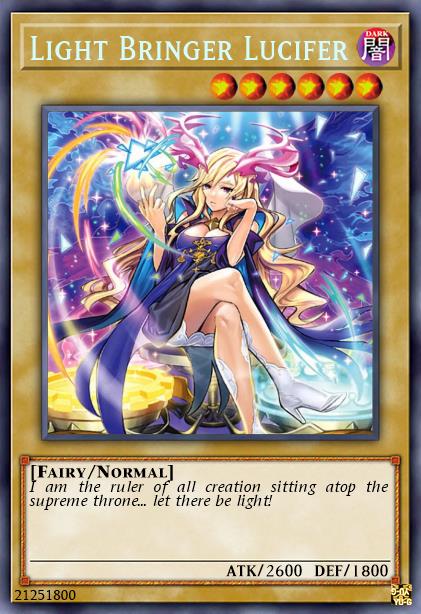 Light Bringer Lucifer
DARK
闇
[Fairy/Normal]
I am the ruler of all creation sitting atop the
supreme throne... let there be light!
ATK/2600 DEF/1800
21251800